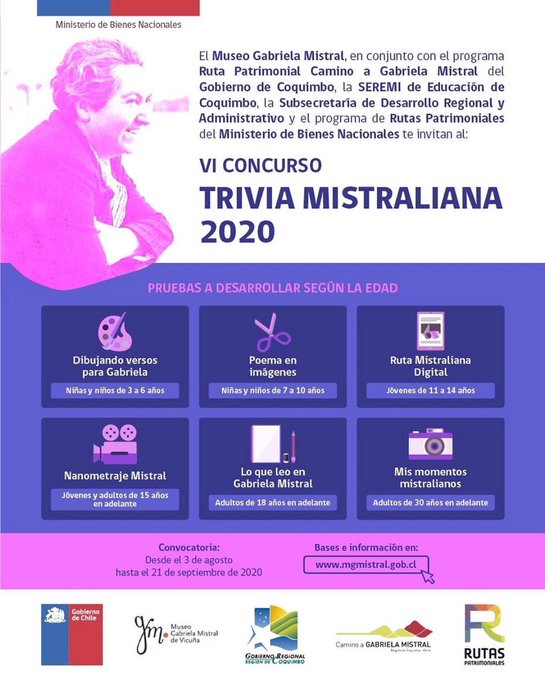 Ministerio de Bienes Nacionales
El Museo Gabriela Mistral, en conjunto con el programa
Ruta Patrimonial Camino a Gabriela Mistral del
Gobierno de Coquimbo, la SEREMI de Educación de
Coquimbo, la Subsecretaría de Desarrollo Regional y
Administrativo y el programa de Rutas Patrimoniales
del Ministerio de Bienes Nacionales te invitan al:
VI CONCURSO
TRIVIA MISTRALIANA
2020
PRUEBAS A DESARROLLAR SEGÚN LA EDAD
Dibujando versos
para Gabriela
Niñas y niños de 3 a 6 años
Poema en
imágenes
Niñas y niños de 7 a 10 años
Ruta Mistraliana
Digital
Jóvenes de 11 a 14 años
Nanometraje Mistral
Jóvenes y adultos de 15 años
en adelante
Lo que leo en
Gabriela Mistral
Adultos de 18 años en adelante
Mis momentos
mistralianos
Adultos de 30 años en adelante
Convocatoria:
Desde el 3 de agosto
hasta el 21 de septiembre de 2020
Bases e información en:
www.mgmistral.gob.cl
Gobierno
de Chile
Museo
Gabriela Mistral
de Vicuña
GOBIERNO REGIONAL
REGIÓN DE COQUIMBO
Camino a GABRIELA MISTRAL
Región de Coquimbo, Chile
RUTAS
PATRIMONIALES